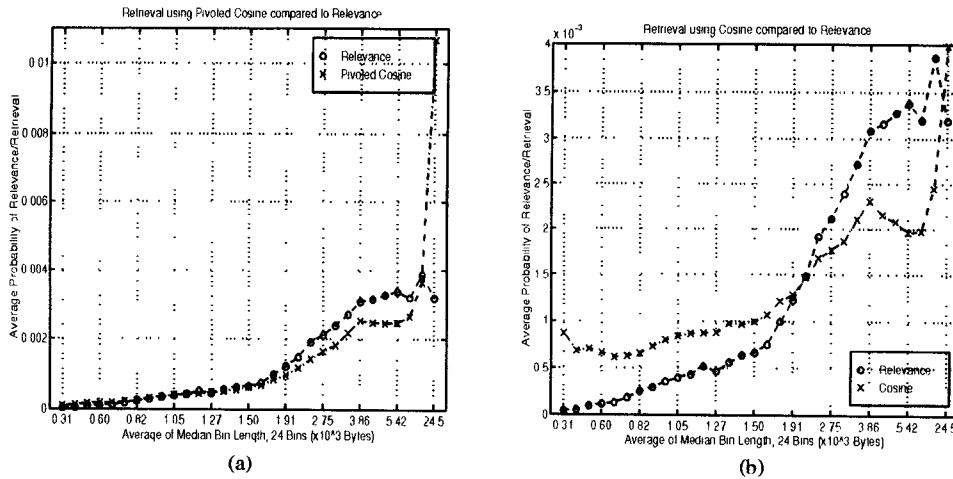 Retrieval using Pivoted Cosine compared to Relevance
0 01
0 008
0 006
0 004
0 002
0
Average Probability of Relevance/Retrieval
Relevance
Pivoted Cosine
0 31 0 60 0 82 1 05 1 27 1 50 1 91 2 75 3 86 5 42 24 5
Average of Median Bin Length, 24 Bins (x10^3 Bytes)
(a)
x 10⁻³
Retrieval using Cosine compared to Relevance
4
3 5
3
2 5
2
1 5
1
0 5
0
Average Probability of Relevance/Retrieval
Relevance
Cosine
0 31 0 60 0 82 1 05 1 27 1 50 1 91 2 75 3 86 5 42 24 5
Average of Median Bin Length, 24 Bins (x10^3 Bytes)
(b)